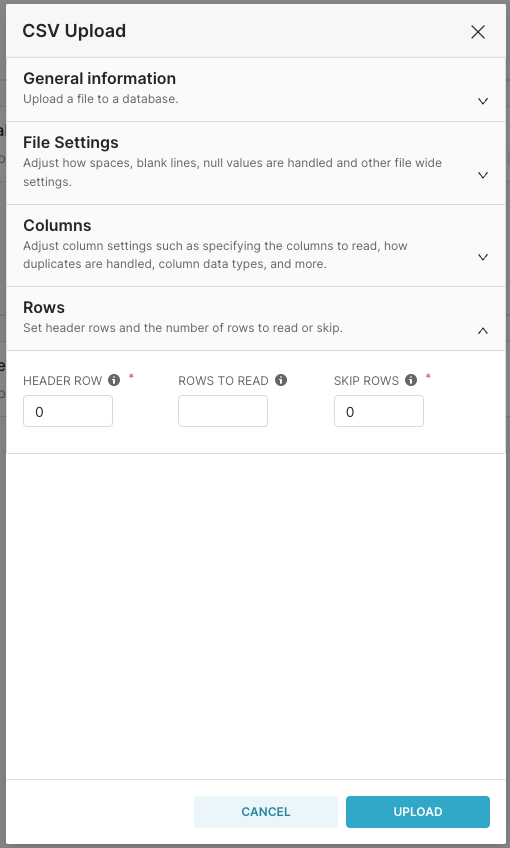 CSV Upload
General information
Upload a file to a database.
File Settings
Adjust how spaces, blank lines, null values are handled and other file wide
settings.
Columns
Adjust column settings such as specifying the columns to read, how
duplicates are handled, column data types, and more.
Rows
Set header rows and the number of rows to read or skip.
HEADER ROW * ROWS TO READ SKIP ROWS *
0 0
CANCEL UPLOAD